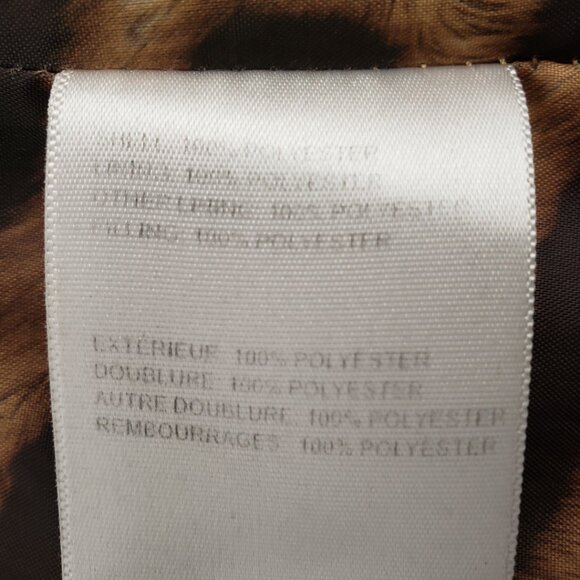 SHELL: 100% POLYESTER
LINING: 100% POLYESTER
OTHER LINING: 100% POLYESTER
FILLING: 100% POLYESTER
EXTÉRIEUR: 100% POLYESTER
DOUBLURE: 100% POLYESTER
AUTRE DOUBLURE: 100% POLYESTER
REMBOURRAGES: 100% POLYESTER